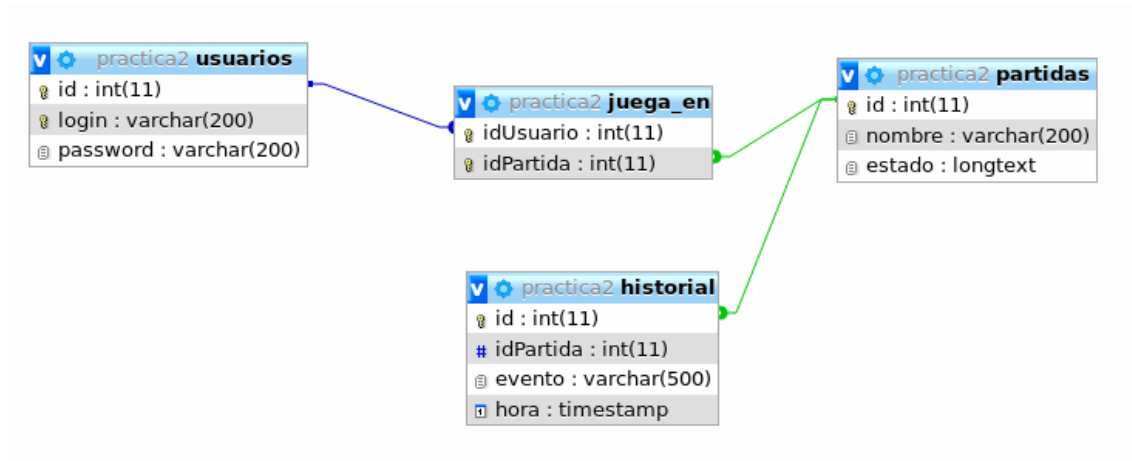 v practica2 usuarios
id : int(11)
login : varchar(200)
password : varchar(200)
v practica2 juega_en
idUsuario : int(11)
idPartida : int(11)
v practica2 partidas
id : int(11)
nombre : varchar(200)
estado : longtext
v practica2 historial
id : int(11)
# idPartida : int(11)
evento : varchar(500)
hora : timestamp